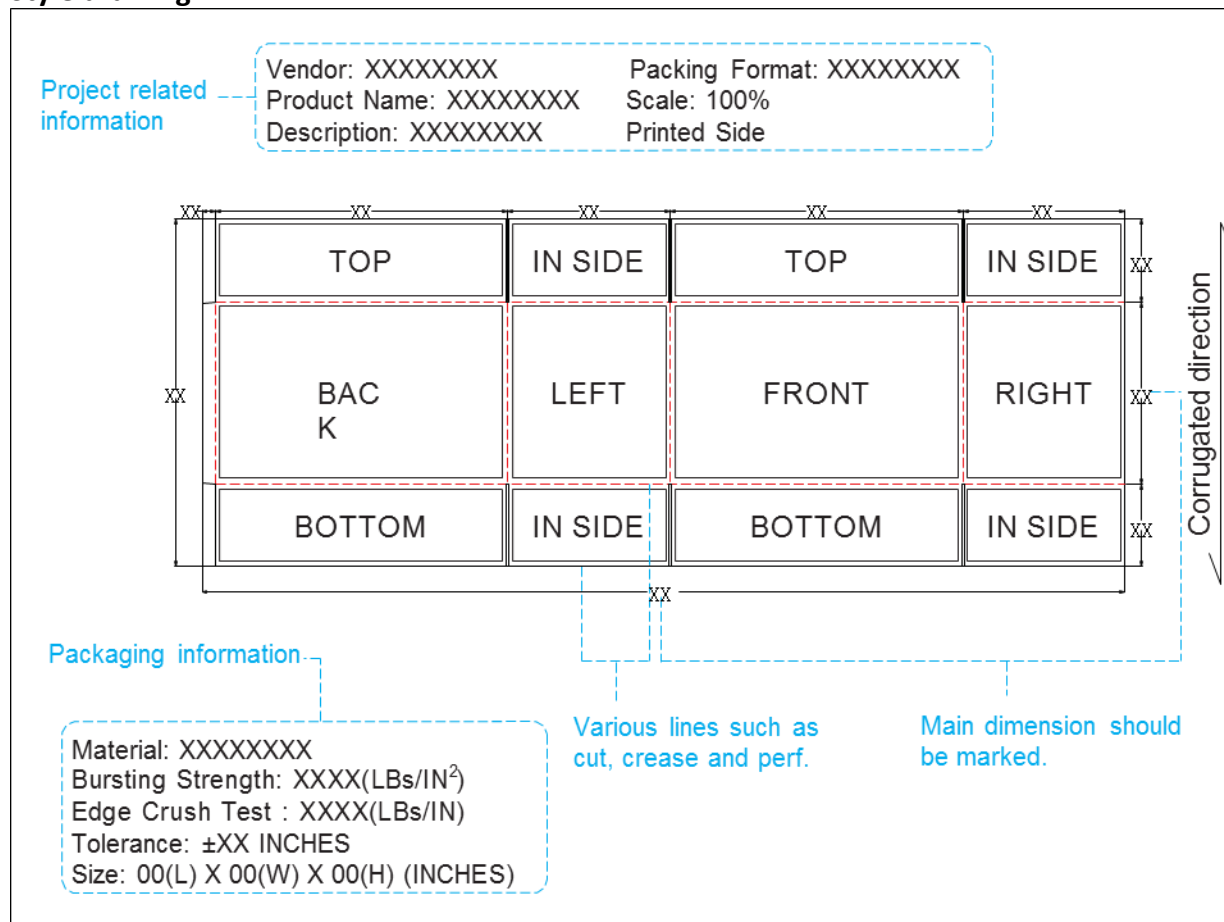 Vendor: XXXXXXXX Packing Format: XXXXXXXX
Project related
Product Name: XXXXXXXX Scale: 100%
information
Description: XXXXXXXX Printed Side
XX XX XX XX XX
TOP IN SIDE TOP IN SIDE
XX
Corrugated direction
BAC
K
LEFT FRONT RIGHT
XX XX
BOTTOM IN SIDE BOTTOM IN SIDE
XX
XX
Packaging information
Various lines such as
cut, crease and perf.
Main dimension should
be marked.
Material: XXXXXXXX
Bursting Strength: XXXX(LBs/IN²)
Edge Crush Test : XXXX(LBs/IN)
Tolerance: ±XX INCHES
Size: 00(L) X 00(W) X 00(H) (INCHES)